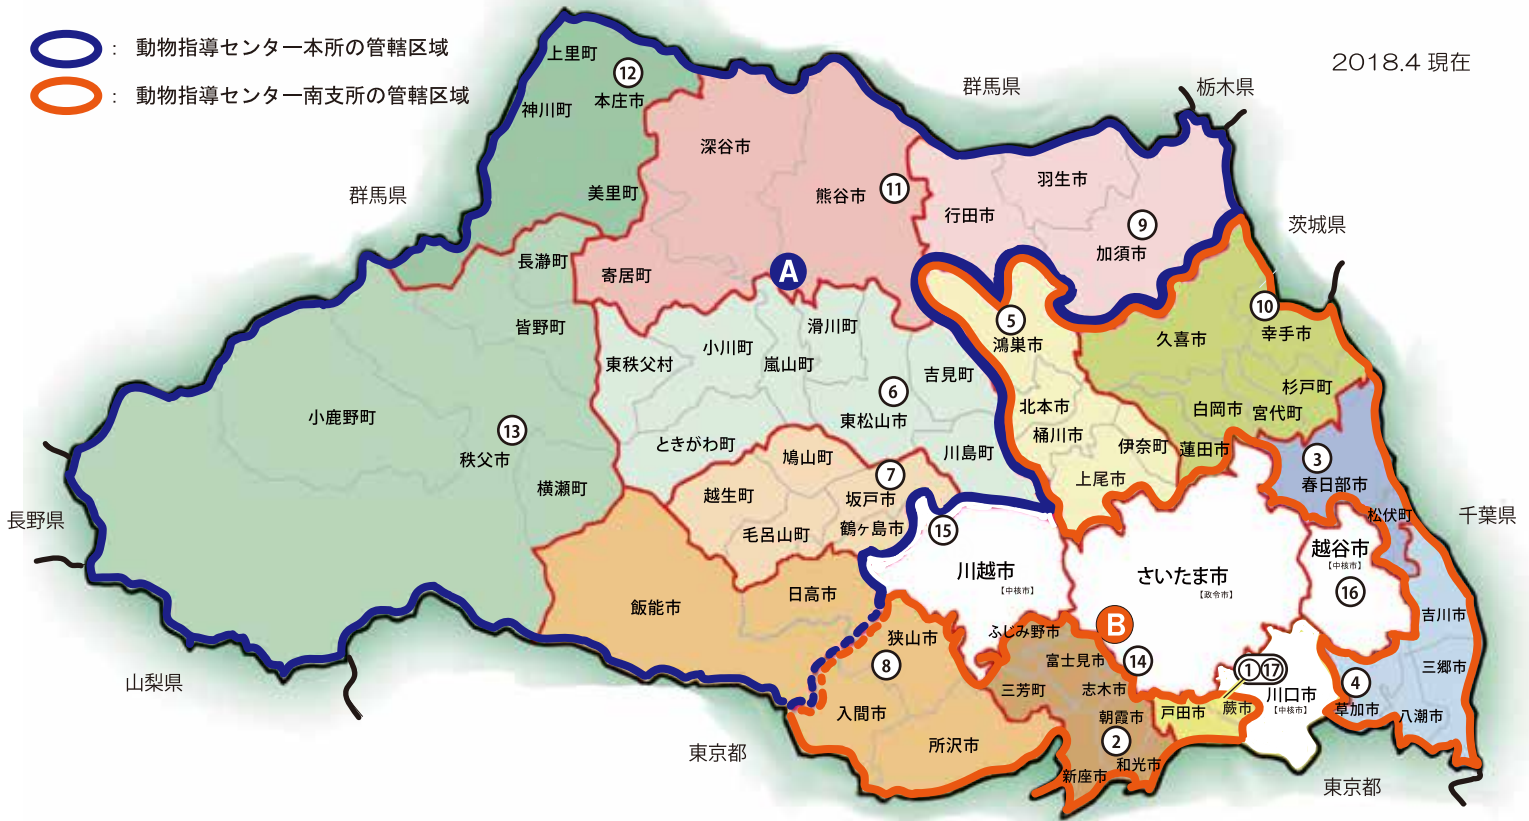 ： 動物指導センター本所の管轄区域
： 動物指導センター南支所の管轄区域
2018.4 現在
群馬県
栃木県
群馬県
茨城県
千葉県
長野県
山梨県
東京都
東京都
上里町
⑫
本庄市
神川町
美里町
深谷市
熊谷市
⑪
寄居町
A
行田市
羽生市
⑨
加須市
長瀞町
皆野町
小鹿野町
⑬
秩父市
横瀬町
東秩父村
小川町
嵐山町
滑川町
吉見町
⑥
東松山市
ときがわ町
川島町
鳩山町
越生町
⑦
坂戸市
毛呂山町
鶴ヶ島市
飯能市
日高市
⑤
鴻巣市
北本市
桶川市
伊奈町
上尾市
⑩
久喜市
幸手市
杉戸町
白岡市
宮代町
蓮田市
③
春日部市
松伏町
⑮
川越市
【中核市】
さいたま市
【政令市】
越谷市
【中核市】
⑯
吉川市
三郷市
④
草加市
八潮市
B
⑭
①⑰
川口市
【中核市】
戸田市
蕨市
ふじみ野市
富士見市
三芳町
志木市
朝霞市
②
和光市
新座市
狭山市
⑧
入間市
所沢市